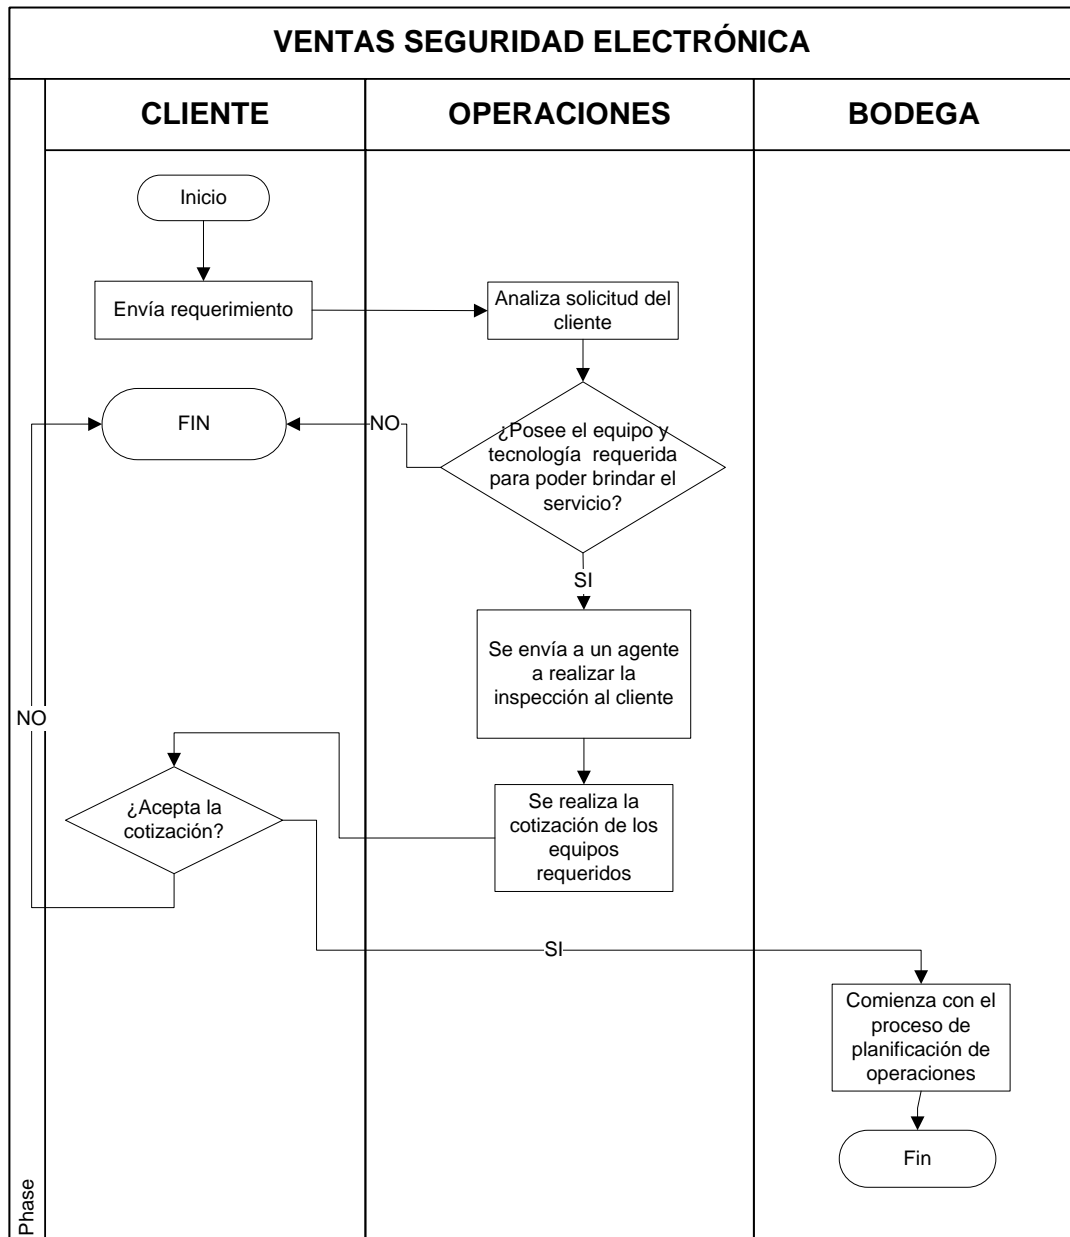 VENTAS SEGURIDAD ELECTRÓNICA
CLIENTE
OPERACIONES
BODEGA
Inicio
Envía requerimiento
Analiza solicitud del
cliente
FIN
NO
¿Posee el equipo y
tecnología requerida
para poder brindar el
servicio?
SI
Se envía a un agente
a realizar la
inspección al cliente
NO
¿Acepta la
cotización?
Se realiza la
cotización de los
equipos
requeridos
SI
Comienza con el
proceso de
planificación de
operaciones
Fin
Phase